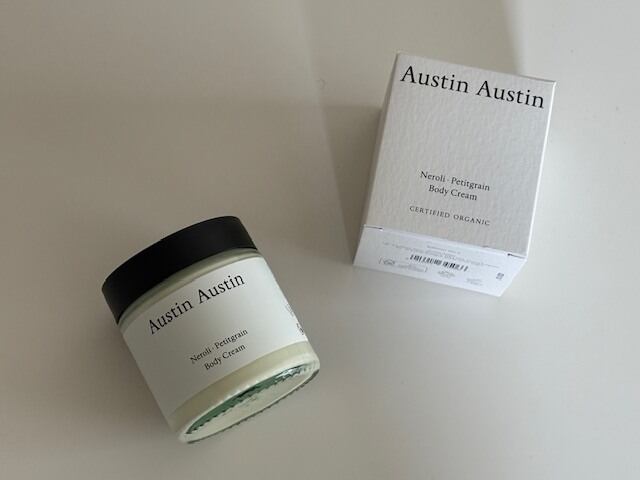 Austin Austin
Neroli · Petitgrain
Body Cream
CERTIFIED ORGANIC
Austin Austin
Neroli · Petitgrain
Body Cream